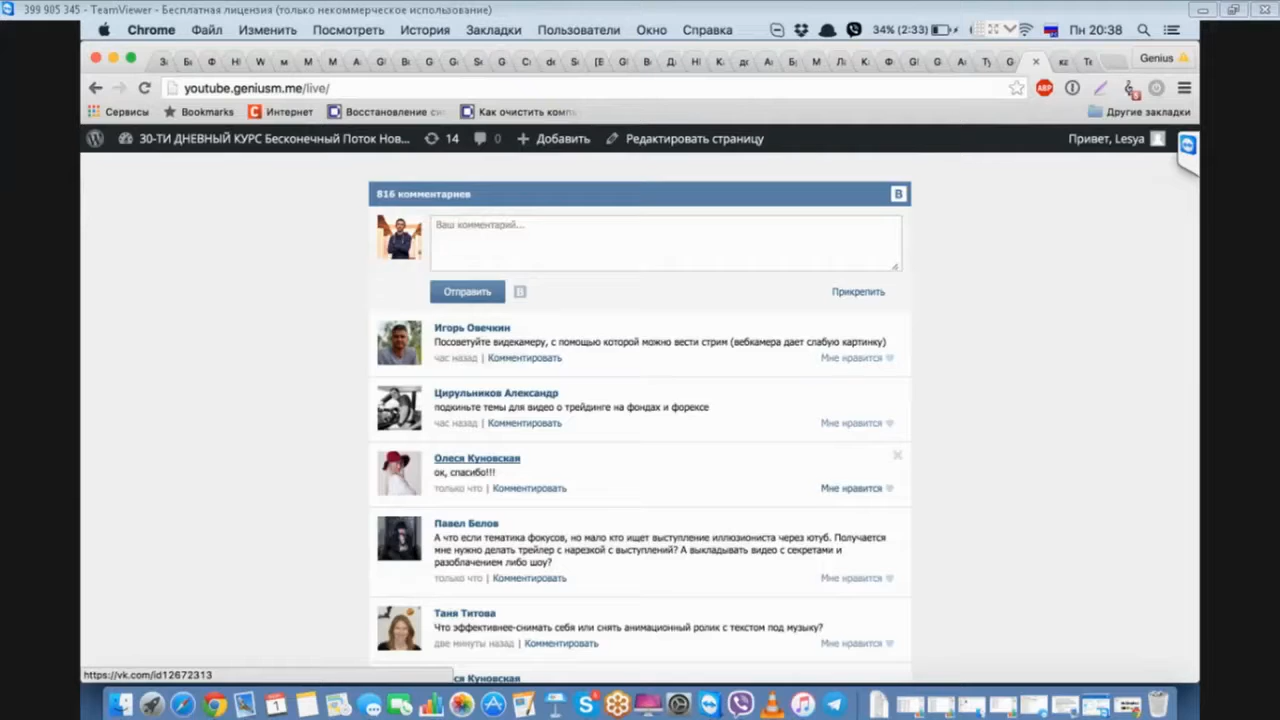 399 905 345 - TeamViewer - Бесплатная лицензия (только некоммерческое использование)
Chrome Файл Изменить Посмотреть История Закладки Пользователи Окно Справка 34% (2:33) Пн 20:38
Genius
youtube.geniusm.me/live/
ABP
Сервисы Bookmarks Интернет Восстановление Как очистить Другие закладки
30-ТИ ДНЕВНЫЙ КУРС Бесконечный Поток Нов... 14 0 Добавить Редактировать страницу Привет, Lesya
816 комментариев В
Ваш комментарий...
Отправить В Прикрепить
Игорь Овечкин
Посоветуйте видекамеру, с помощью которой можно вести стрим (вебкамера дает слабую картинку)
час назад | Комментировать Мне нравится
Цирульников Александр
подкиньте темы для видео о трейдинге на фондах и форексе
час назад | Комментировать Мне нравится
Олеся Куновская
ок, спасибо!!!
только что | Комментировать Мне нравится
Павел Белов
А что если тематика фокусов, но мало кто ищет выступление иллюзиониста через ютуб. Получается
мне нужно делать трейлер с нарезкой с выступлений? А выкладывать видео с секретами и
разоблачением либо шоу?
только что | Комментировать Мне нравится
Таня Титова
Что эффективнее-снимать себя или снять анимационный ролик с текстом под музыку?
две минуты назад | Комментировать Мне нравится
https://vk.com/id12672313
еся Куновская